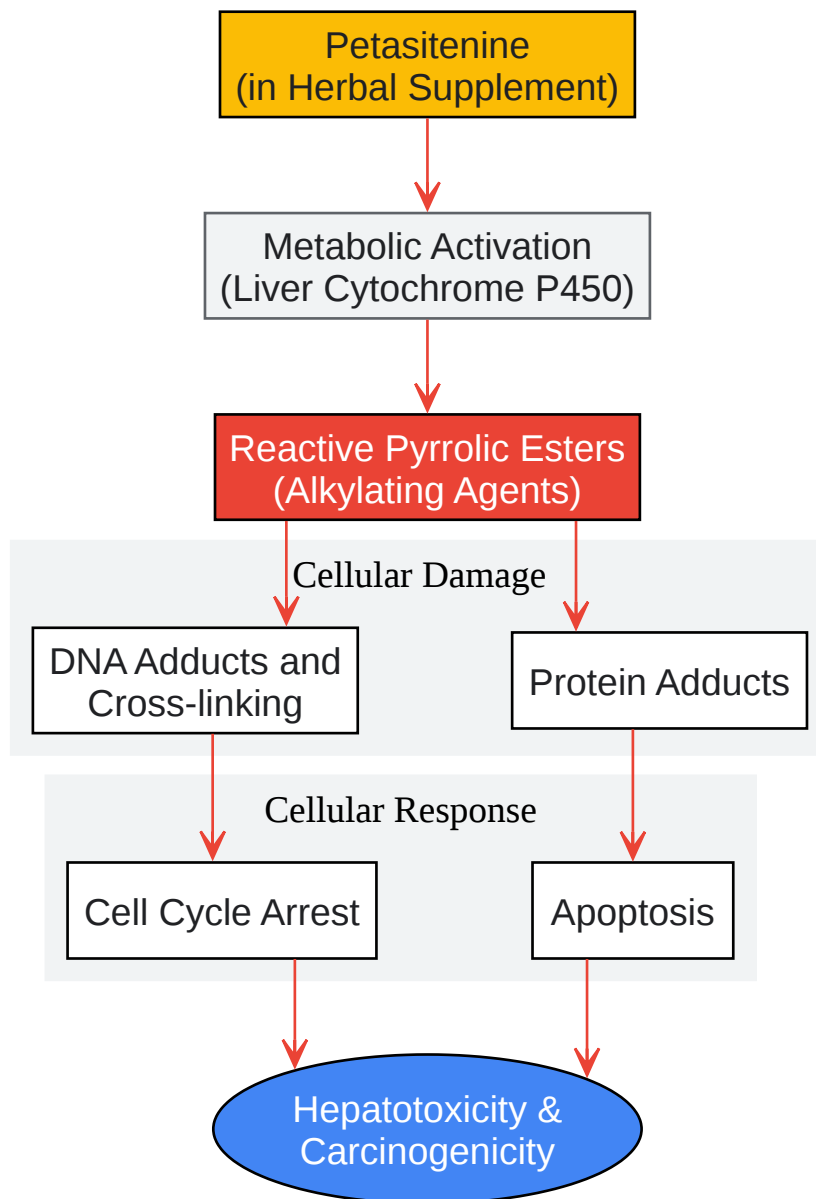 Petasitenine
(in Herbal Supplement)
Metabolic Activation
(Liver Cytochrome P450)
Reactive Pyrrolic Esters
(Alkylating Agents)
Cellular Damage
DNA Adducts and
Cross-linking
Protein Adducts
Cellular Response
Cell Cycle Arrest
Apoptosis
Hepatotoxicity &
Carcinogenicity